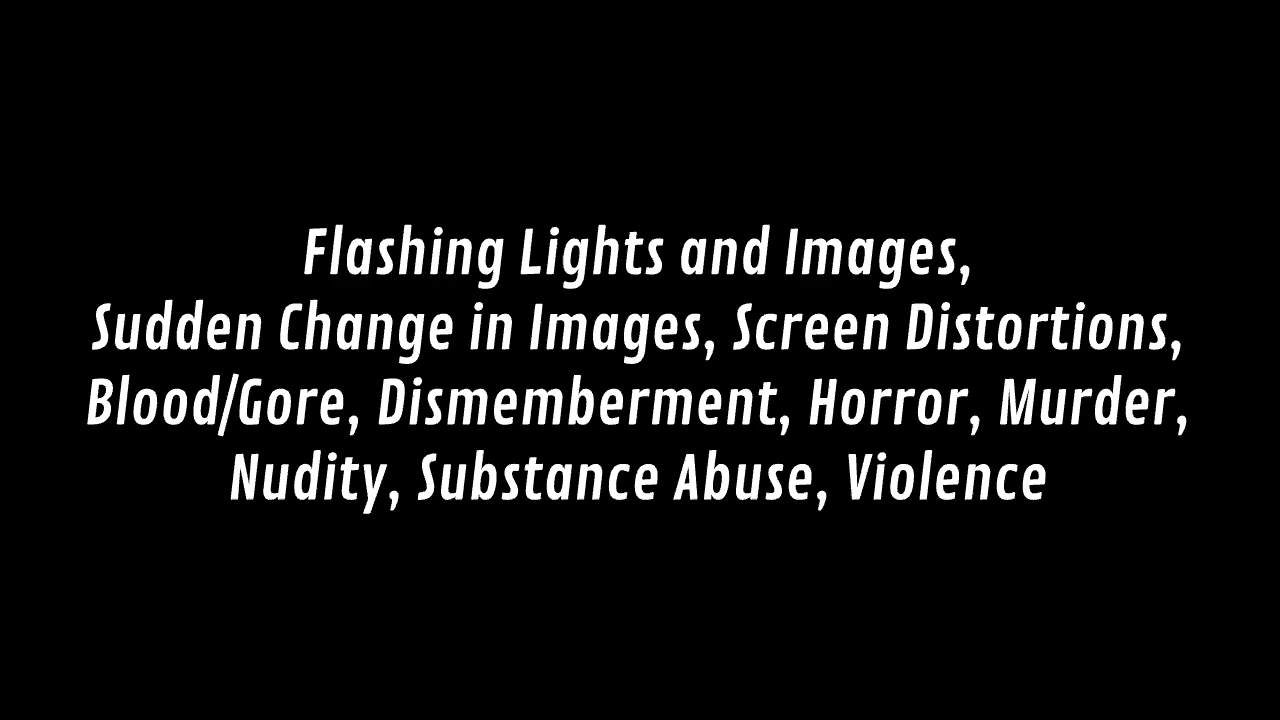 Flashing Lights and Images,
Sudden Change in Images, Screen Distortions,
Blood/Gore, Dismemberment, Horror, Murder,
Nudity, Substance Abuse, Violence